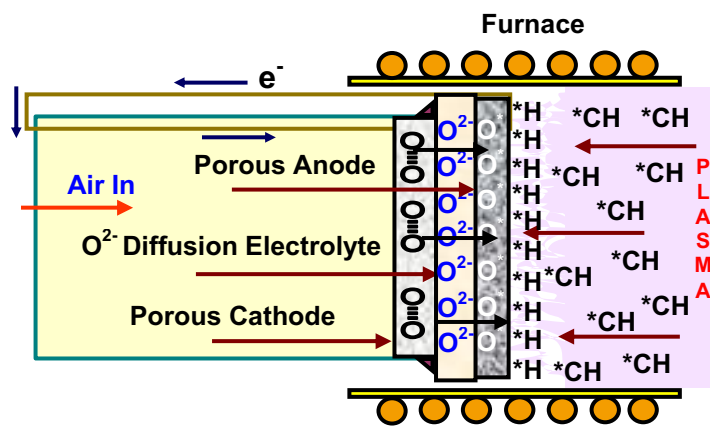 Furnace
e⁻
Air In
Porous Anode
O²⁻ Diffusion Electrolyte
Porous Cathode
O≡O
O≡O
O≡O
O²⁻
O²⁻
O²⁻
O²⁻
O²⁻
O²⁻
O²⁻
O*
O*
O*
O*
O*
O*
O*
*H
*H
*H
*H
*H
*H
*H
*H
*H
*H
*CH
*CH
*CH
*CH
*CH
*CH
*CH
*CH
*CH
*CH
*CH
PLASMA